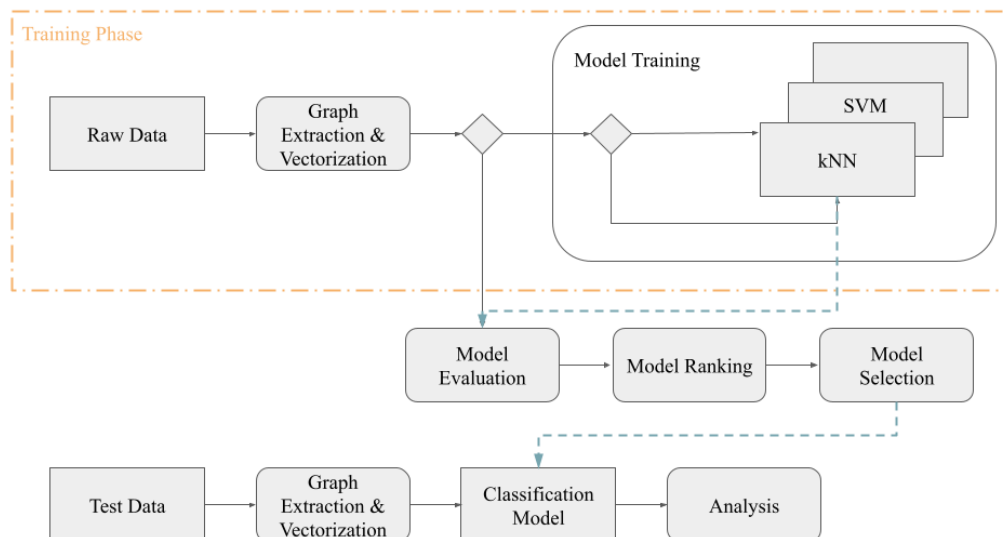 Training Phase
Model Training
Raw Data
Graph
Extraction &
Vectorization
SVM
kNN
Model
Evaluation
Model Ranking
Model
Selection
Test Data
Graph
Extraction &
Vectorization
Classification
Model
Analysis